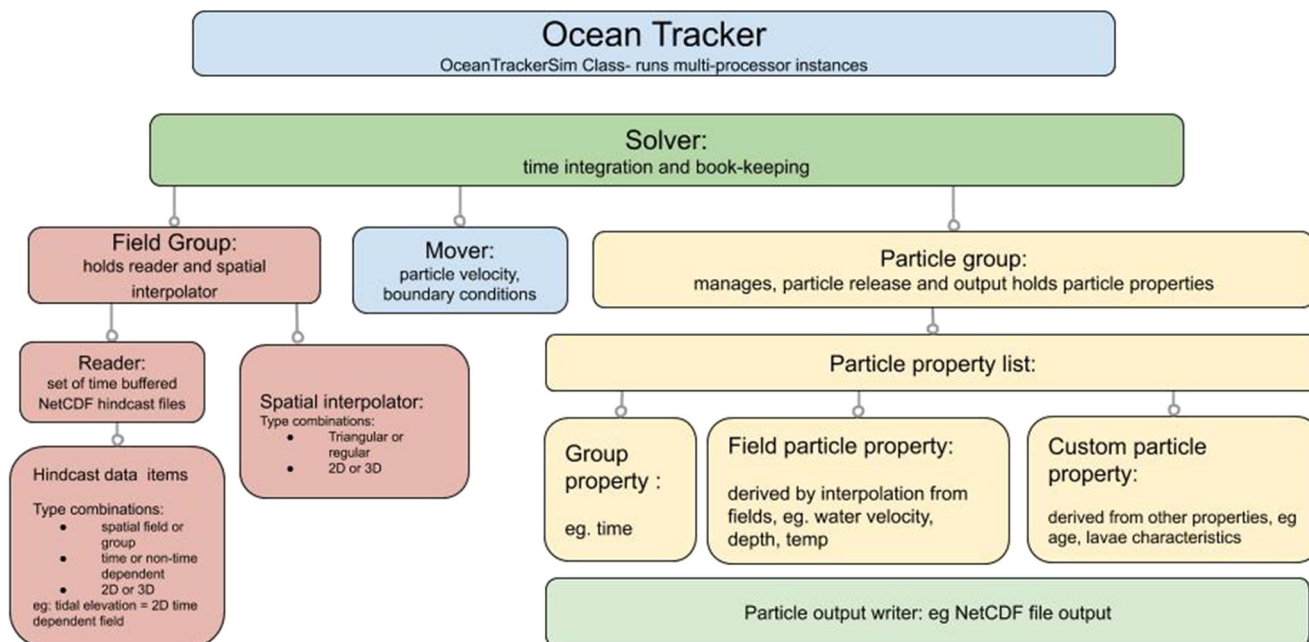 Ocean Tracker
OceanTrackerSim Class- runs multi-processor instances
Solver:
time integration and book-keeping
Field Group:
holds reader and spatial
interpolator
Mover:
particle velocity,
boundary conditions
Particle group:
manages, particle release and output holds particle properties
Reader:
set of time buffered
NetCDF hindcast files
Spatial interpolator:
Type combinations:
● Triangular or
regular
● 2D or 3D
Particle property list:
Hindcast data items
Type combinations:
● spatial field or
group
● time or non-time
dependent
● 2D or 3D
eg: tidal elevation = 2D time
dependent field
Group
property :
eg. time
Field particle property:
derived by interpolation from
fields, eg. water velocity,
depth, temp
Custom particle
property:
derived from other properties, eg
age, lavae characteristics
Particle output writer: eg NetCDF file output